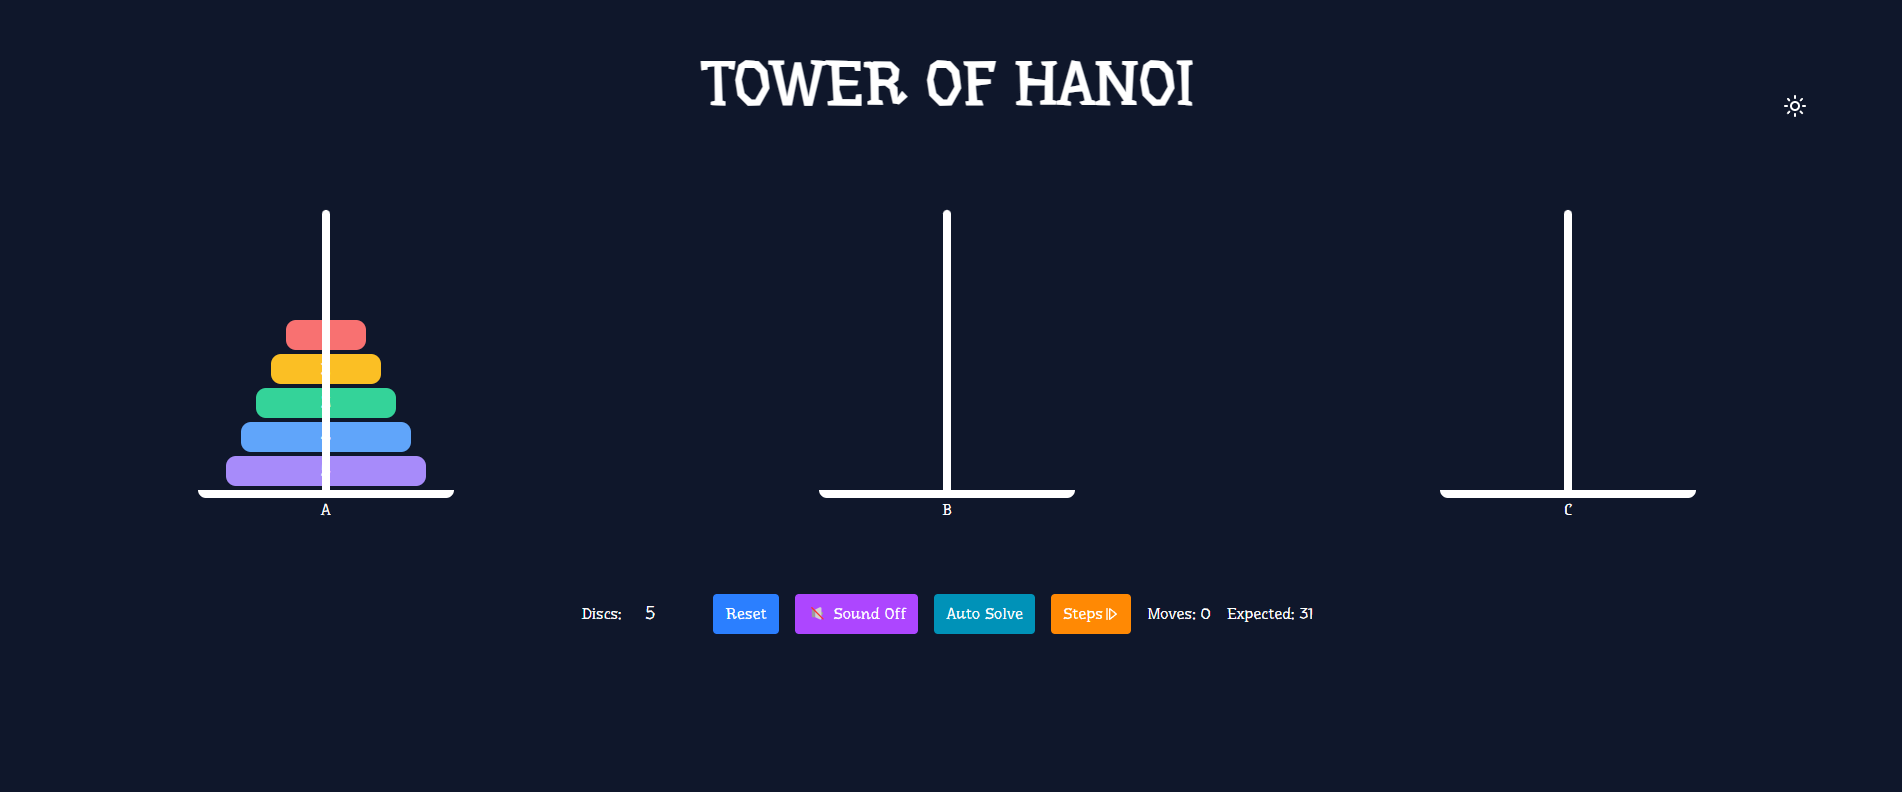 TOWER OF HANOI
A
B
C
Discs: 5 Reset Sound Off Auto Solve Steps Moves: 0 Expected: 31